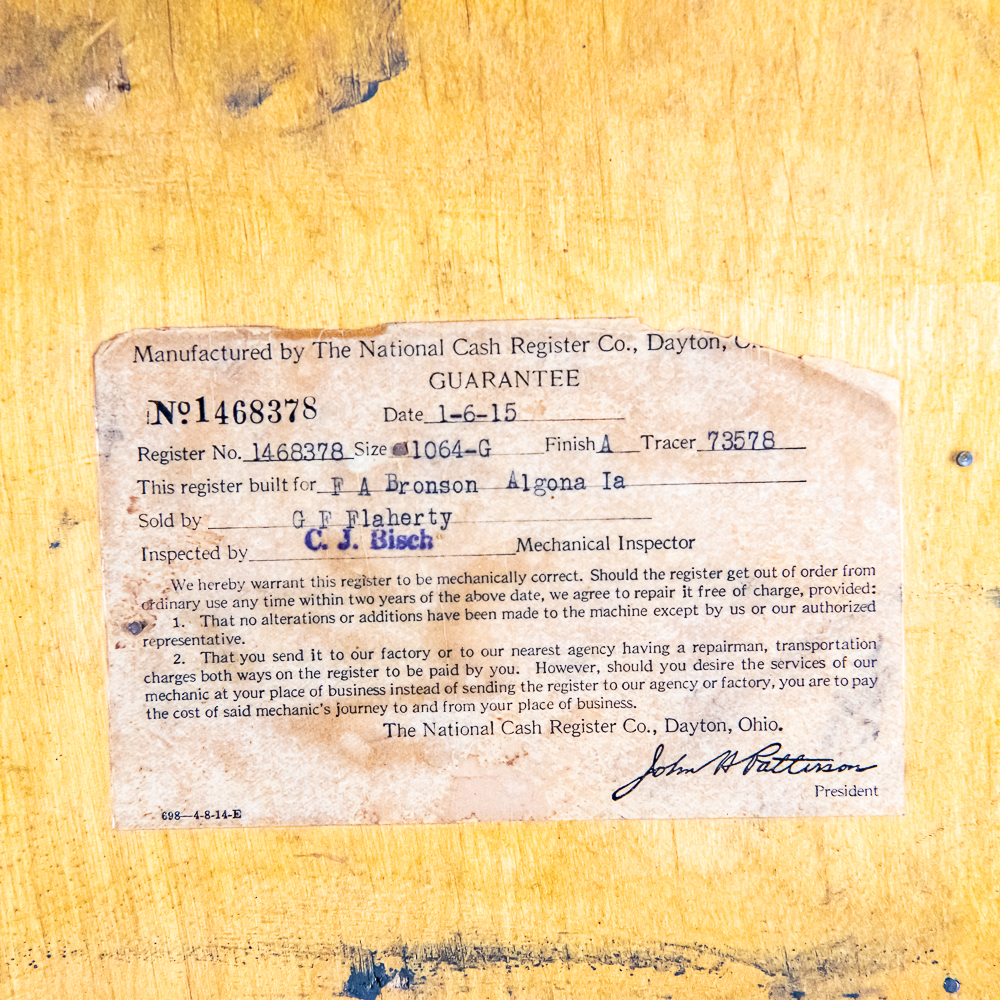 Manufactured by The National Cash Register Co., Dayton,
GUARANTEE
Nº 1468378 Date 1-6-15
Register No. 1468378 Size 1064-G Finish A Tracer 73578
This register built for F A Bronson Algona Ia
Sold by G F Flaherty
Inspected by C. J. Bisch Mechanical Inspector
We hereby warrant this register to be mechanically correct. Should the register get out of order from
ordinary use any time within two years of the above date, we agree to repair it free of charge, provided:
1. That no alterations or additions have been made to the machine except by us or our authorized
representative.
2. That you send it to our factory or to our nearest agency having a repairman, transportation
charges both ways on the register to be paid by you. However, should you desire the services of our
mechanic at your place of business instead of sending the register to our agency or factory, you are to pay
the cost of said mechanic's journey to and from your place of business.
The National Cash Register Co., Dayton, Ohio.
John H Patterson
President
698—4-8-14-E